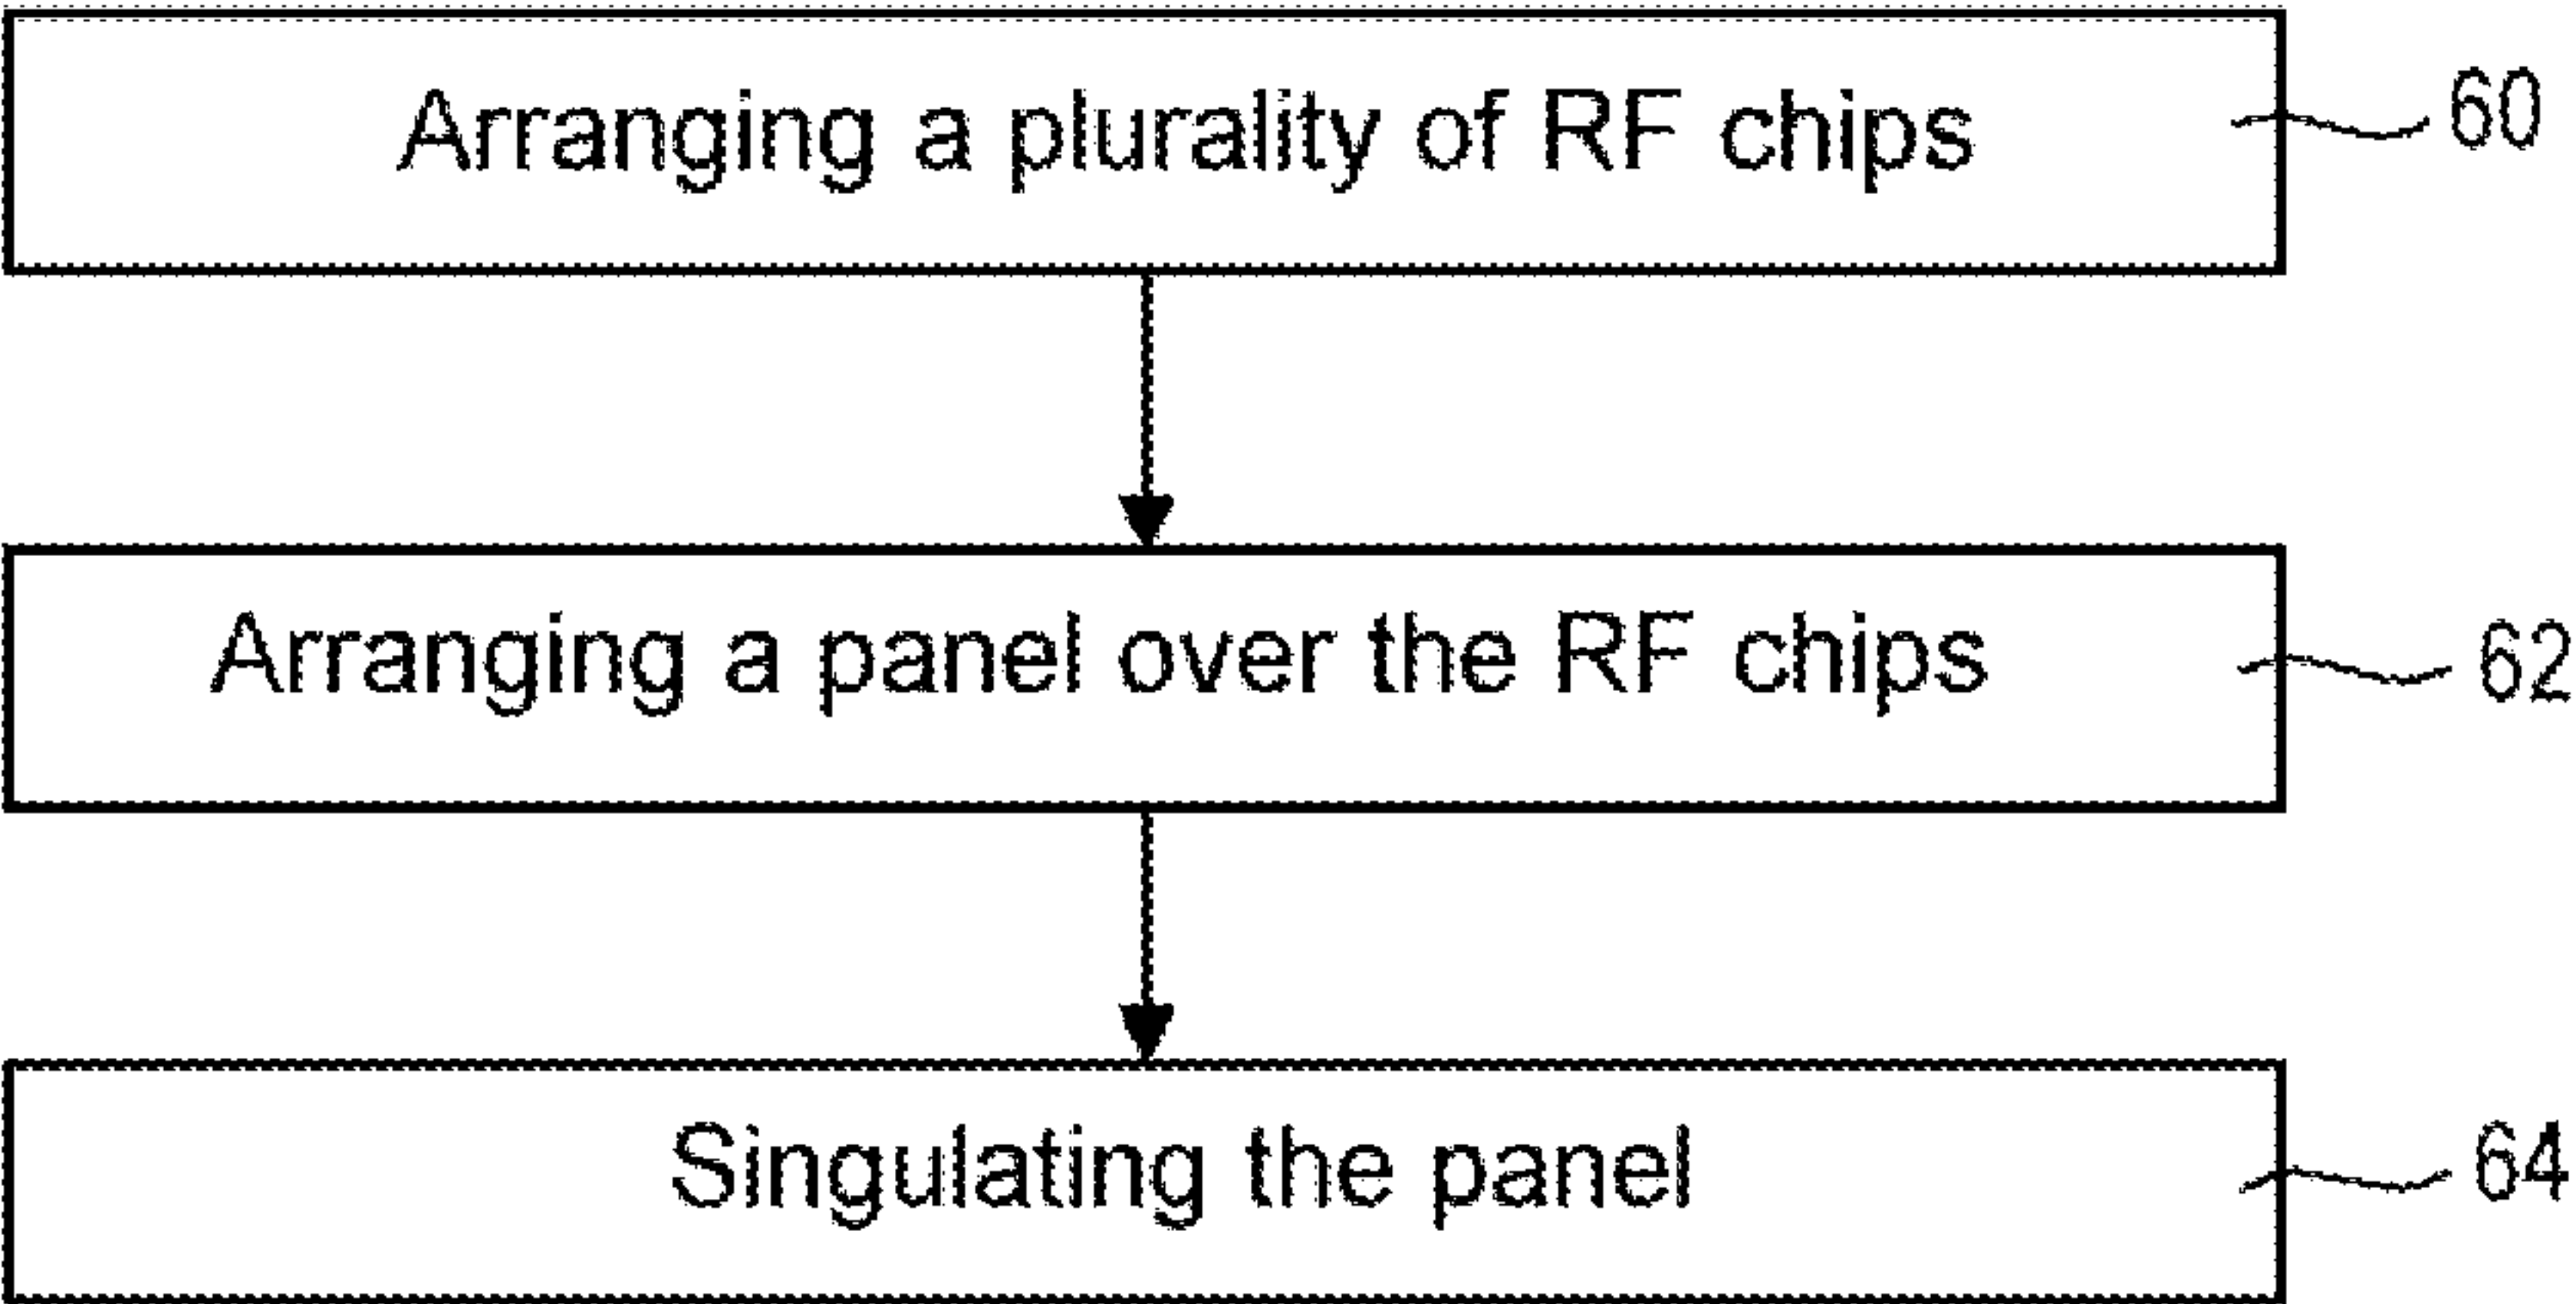 Arranging a plurality of RF chips 60
Arranging a panel over the RF chips 62
Singulating the panel 64